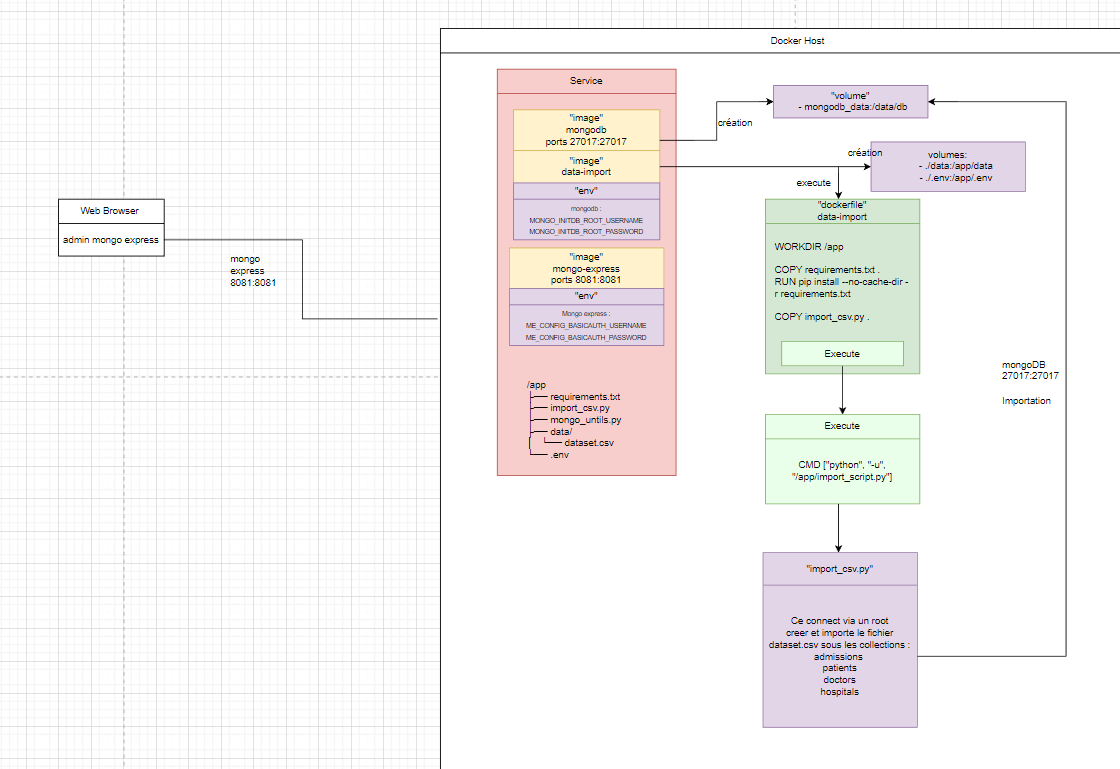 Docker Host
Service
"image"
mongodb
ports 27017:27017
"image"
data-import
"env"
mongodb :
MONGO_INITDB_ROOT_USERNAME
MONGO_INITDB_ROOT_PASSWORD
"image"
mongo-express
ports 8081:8081
"env"
Mongo express :
ME_CONFIG_BASICAUTH_USERNAME
ME_CONFIG_BASICAUTH_PASSWORD
/app
requirements.txt
import_csv.py
mongo_untils.py
data/
dataset.csv
.env
Web Browser
admin mongo express
mongo
express
8081:8081
création
"volume"
- mongodb_data:/data/db
création
volumes:
- ./data:/app/data
- ./.env:/app/.env
execute
"dockerfile"
data-import
WORKDIR /app
COPY requirements.txt .
RUN pip install --no-cache-dir -
r requirements.txt
COPY import_csv.py .
Execute
Execute
CMD ["python", "-u",
"/app/import_script.py"]
"import_csv.py"
Ce connect via un root
creer et importe le fichier
dataset.csv sous les collections :
admissions
patients
doctors
hospitals
mongoDB
27017:27017
Importation